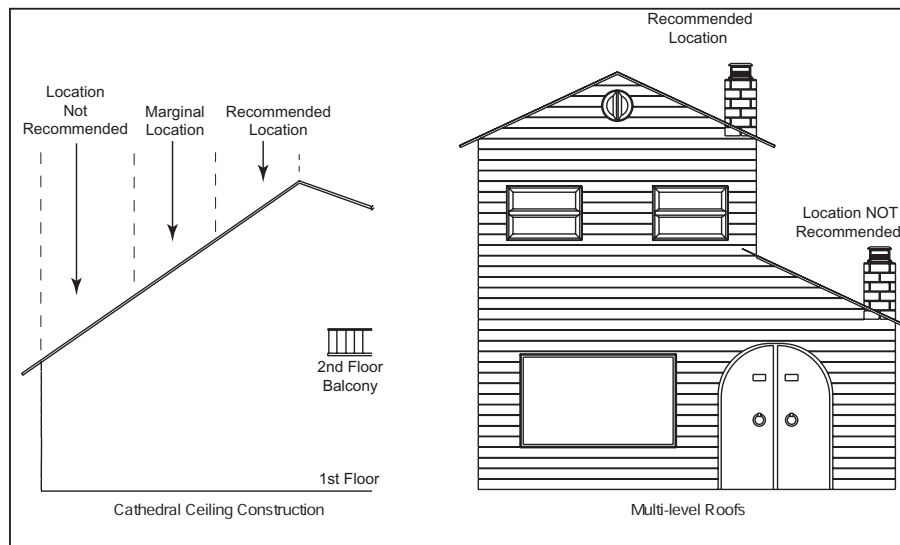 Location
Not
Recommended
Marginal
Location
Recommended
Location
2nd Floor
Balcony
1st Floor
Cathedral Ceiling Construction
Recommended
Location
Location NOT
Recommended
Multi-level Roofs